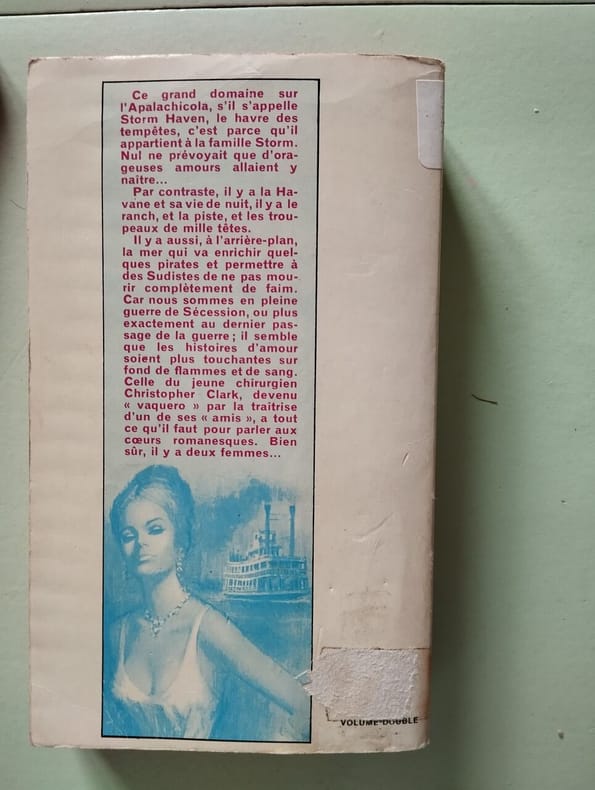 Ce grand domaine sur
l'Apalachicola, s'il s'appelle
Storm Haven, le havre des
tempêtes, c'est parce qu'il
appartient à la famille Storm.
Nul ne prévoyait que d'ora-
geuses amours allaient y
naître...
Par contraste, il y a la Ha-
vane et sa vie de nuit, il y a le
ranch, et la piste, et les trou-
peaux de mille têtes.
Il y a aussi, à l'arrière-plan,
la mer qui va enrichir quel-
ques pirates et permettre à
des Sudistes de ne pas mou-
rir complètement de faim.
Car nous sommes en pleine
guerre de Sécession, ou plus
exactement au dernier pas-
sage de la guerre ; il semble
que les histoires d'amour
soient plus touchantes sur
fond de flammes et de sang.
Celle du jeune chirurgien
Christopher Clark, devenu
« vaquero » par la traîtrise
d'un de ses « amis », a tout
ce qu'il faut pour parler aux
cœurs romanesques. Bien
sûr, il y a deux femmes...
VOLUME-DOUBLE